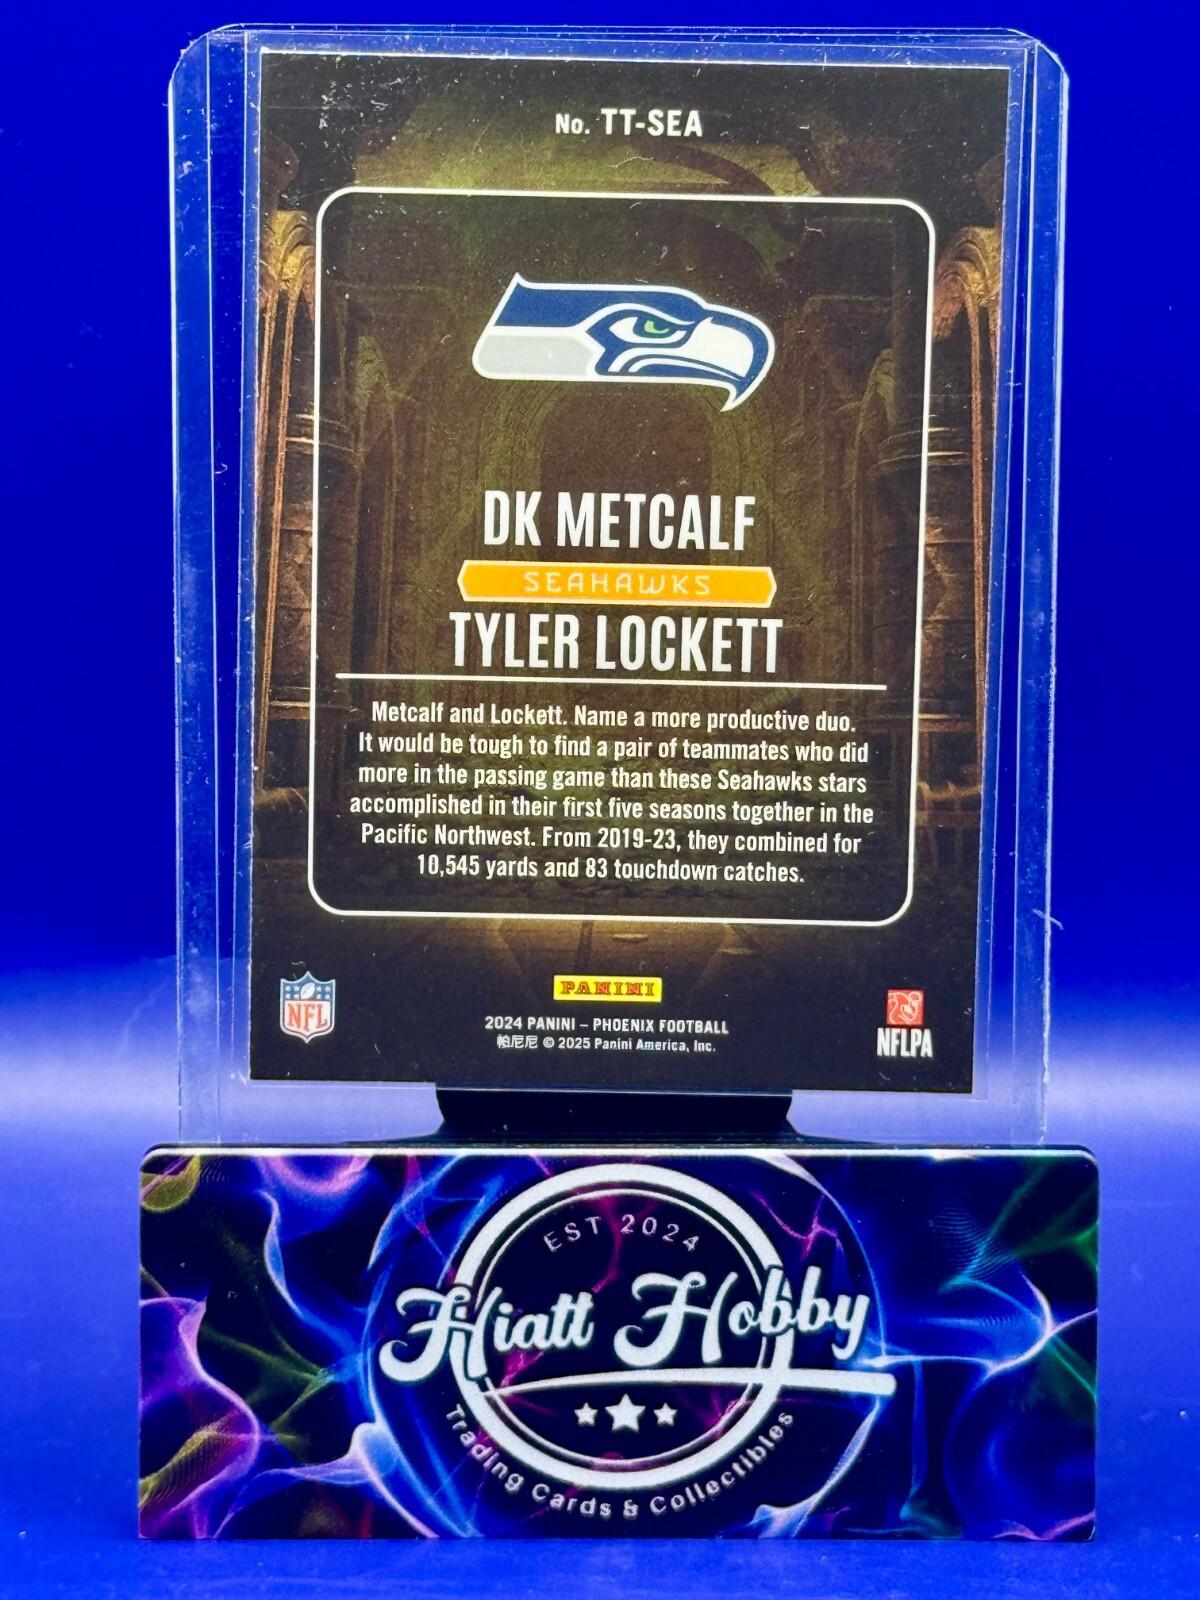 No. TT-SEA
DK METCALF
SEAHAWKS
TYLER LOCKETT
Metcalf and Lockett. Name a more productive duo.
It would be tough to find a pair of teammates who did
more in the passing game than these Seahawks stars
accomplished in their first five seasons together in the
Pacific Northwest. From 2019-23, they combined for
10,545 yards and 83 touchdown catches.
NFL
PANINI
NFLPA
2024 PANINI – PHOENIX FOOTBALL
帕尼尼 © 2025 Panini America, Inc.
EST 2024
Hiatt Hobby
Trading Cards & Collectibles